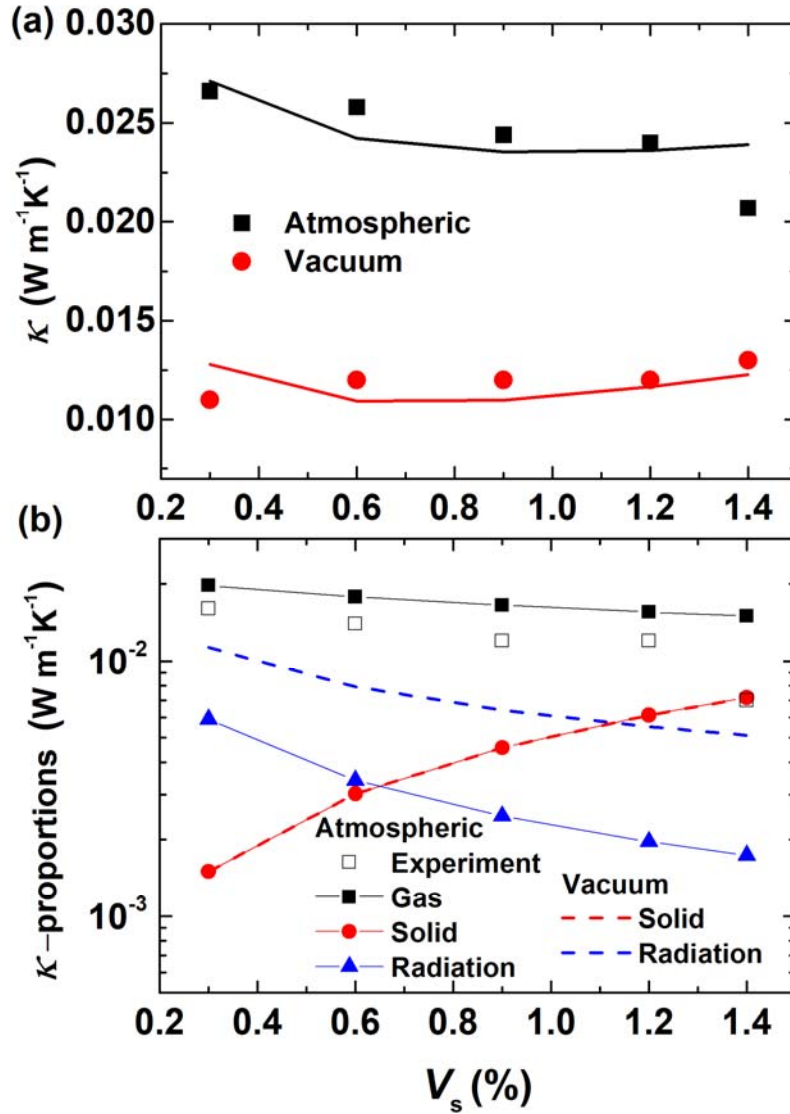 (a)
0.030
0.025
0.020
0.015
0.010
κ (W m⁻¹K⁻¹)
Atmospheric
Vacuum
0.2 0.4 0.6 0.8 1.0 1.2 1.4
(b)
10⁻²
10⁻³
κ–proportions (W m⁻¹K⁻¹)
Atmospheric
Experiment
Gas
Solid
Radiation
Vacuum
Solid
Radiation
0.2 0.4 0.6 0.8 1.0 1.2 1.4
Vₛ(%)